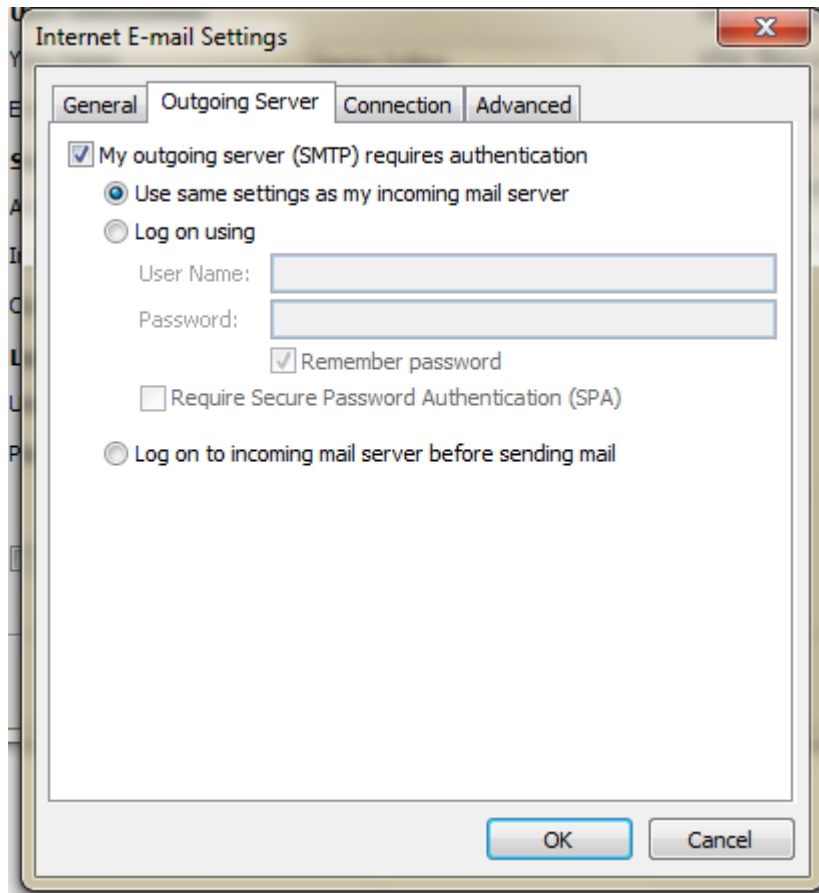 Internet E-mail Settings
General Outgoing Server Connection Advanced
My outgoing server (SMTP) requires authentication
Use same settings as my incoming mail server
Log on using
User Name:
Password:
Remember password
Require Secure Password Authentication (SPA)
Log on to incoming mail server before sending mail
OK Cancel